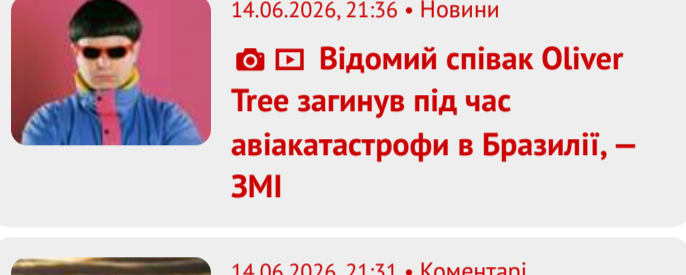 14.06.2026, 21:36 • Новини
Відомий співак Oliver
Tree загинув під час
авіакатастрофи в Бразилії, —
ЗМІ
14.06.2026, 21:31 • Коментарі